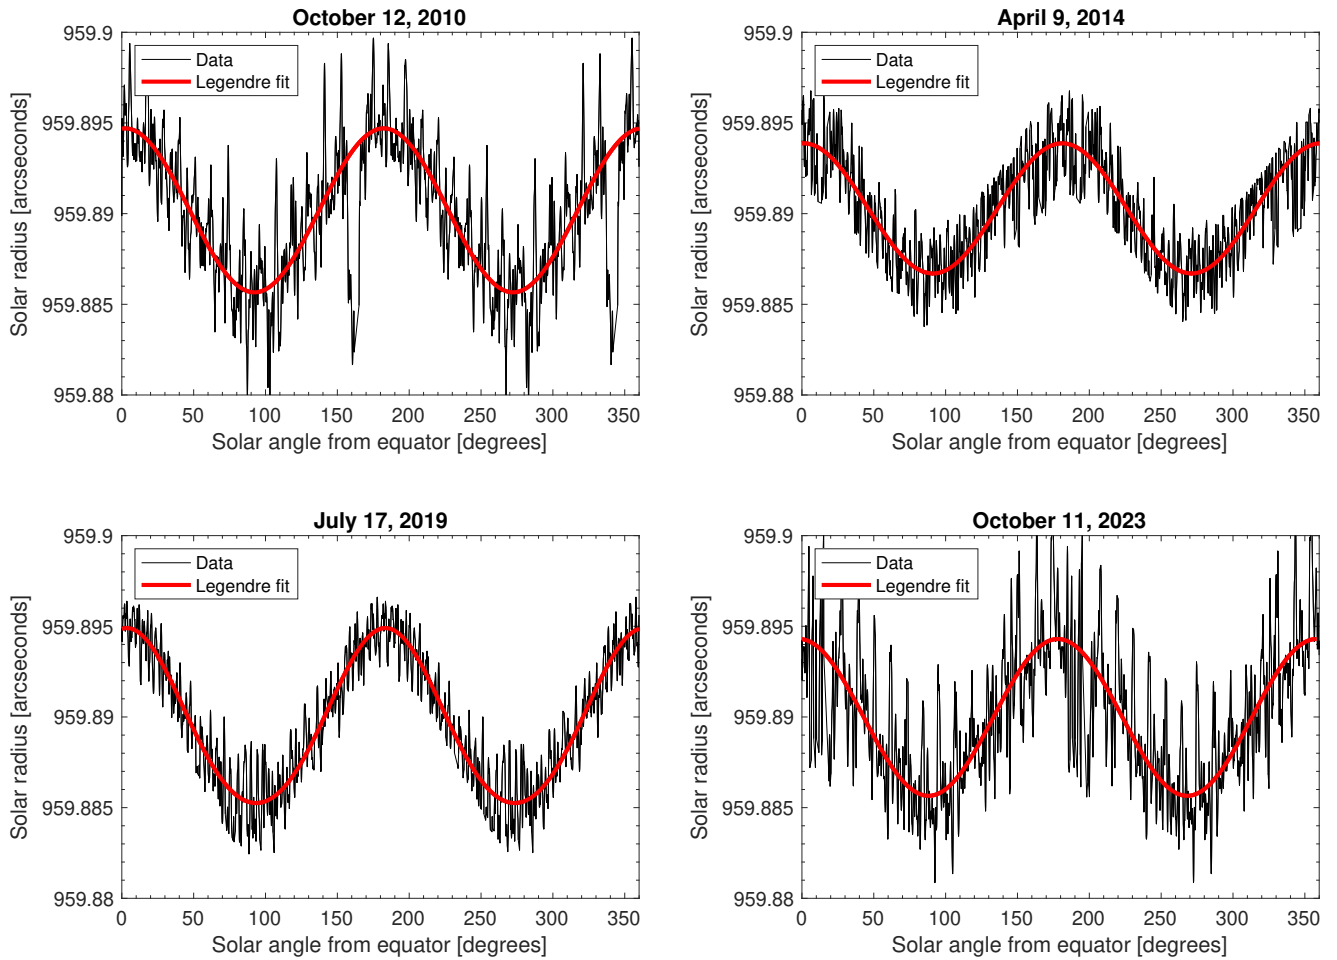 October 12, 2010
Data
Legendre fit
Solar radius [arcseconds]
959.9
959.895
959.89
959.885
959.88
0 50 100 150 200 250 300 350
Solar angle from equator [degrees]
April 9, 2014
Data
Legendre fit
Solar radius [arcseconds]
959.9
959.895
959.89
959.885
959.88
0 50 100 150 200 250 300 350
Solar angle from equator [degrees]
July 17, 2019
Data
Legendre fit
Solar radius [arcseconds]
959.9
959.895
959.89
959.885
959.88
0 50 100 150 200 250 300 350
Solar angle from equator [degrees]
October 11, 2023
Data
Legendre fit
Solar radius [arcseconds]
959.9
959.895
959.89
959.885
959.88
0 50 100 150 200 250 300 350
Solar angle from equator [degrees]